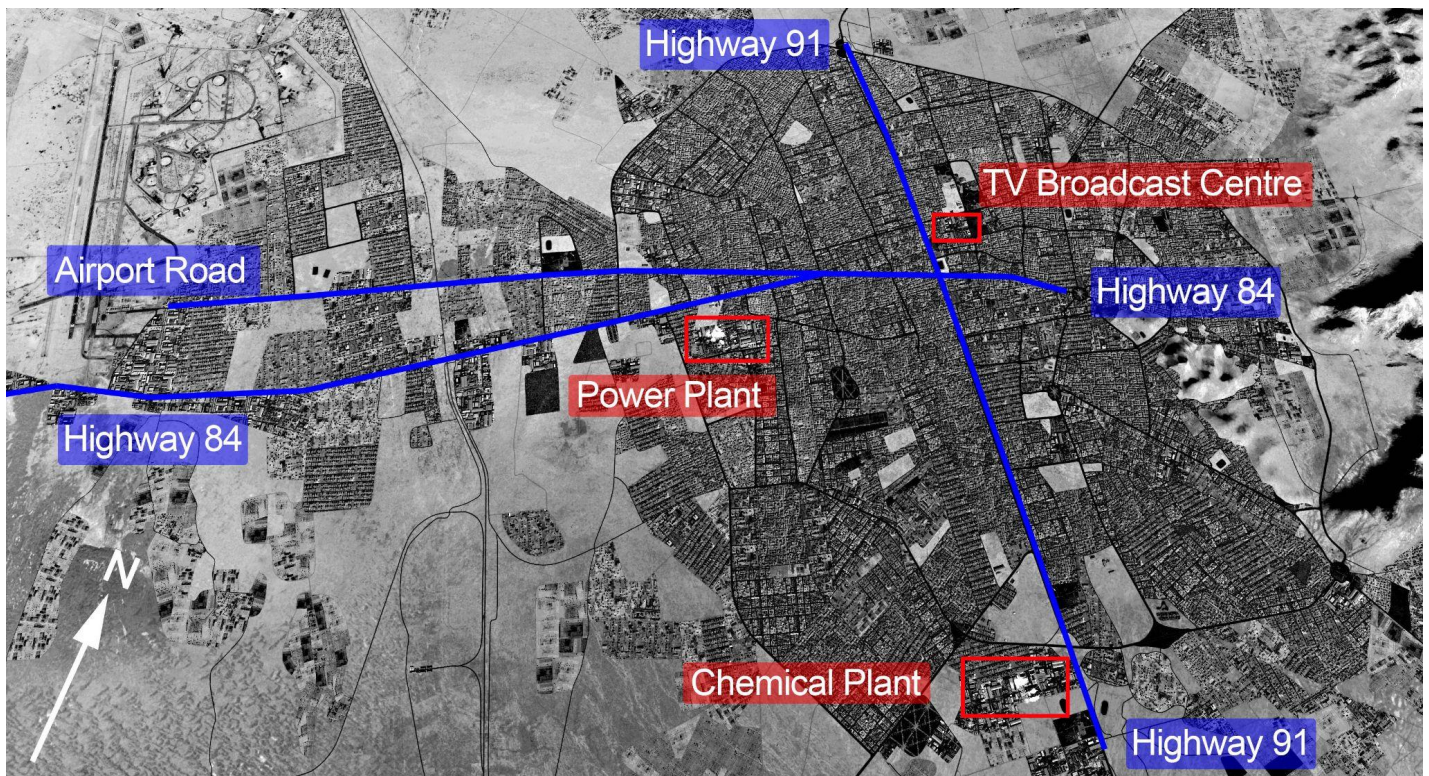 Highway 91
TV Broadcast Centre
Airport Road
Highway 84
Power Plant
Highway 84
N
Chemical Plant
Highway 91